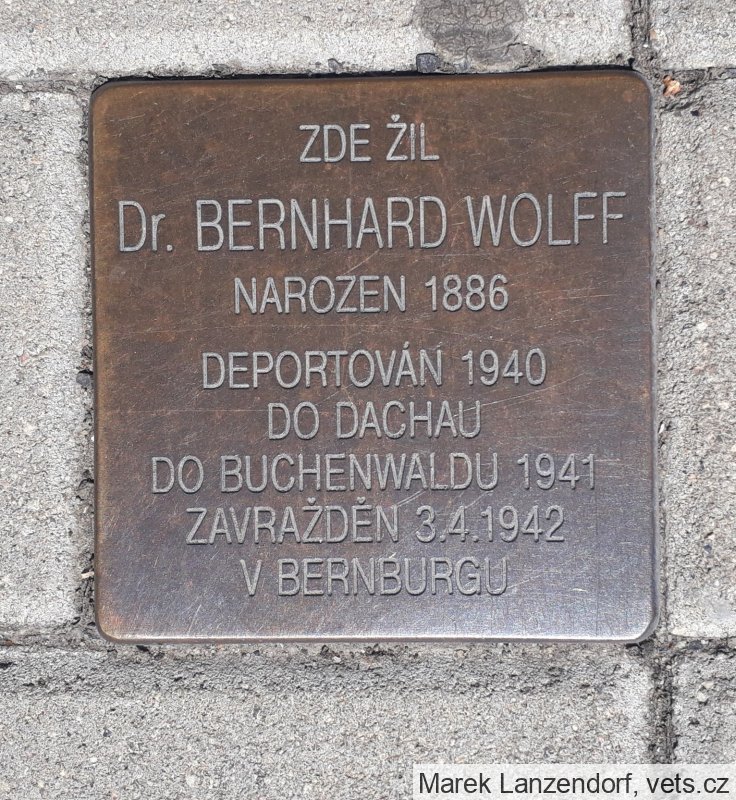 ZDE ŽIL
Dr. BERNHARD WOLFF
NAROZEN 1886
DEPORTOVÁN 1940
DO DACHAU
DO BUCHENWALDU 1941
ZAVRAŽDĚN 3.4.1942
V BERNBURGU
Marek Lanzendorf, vets.cz